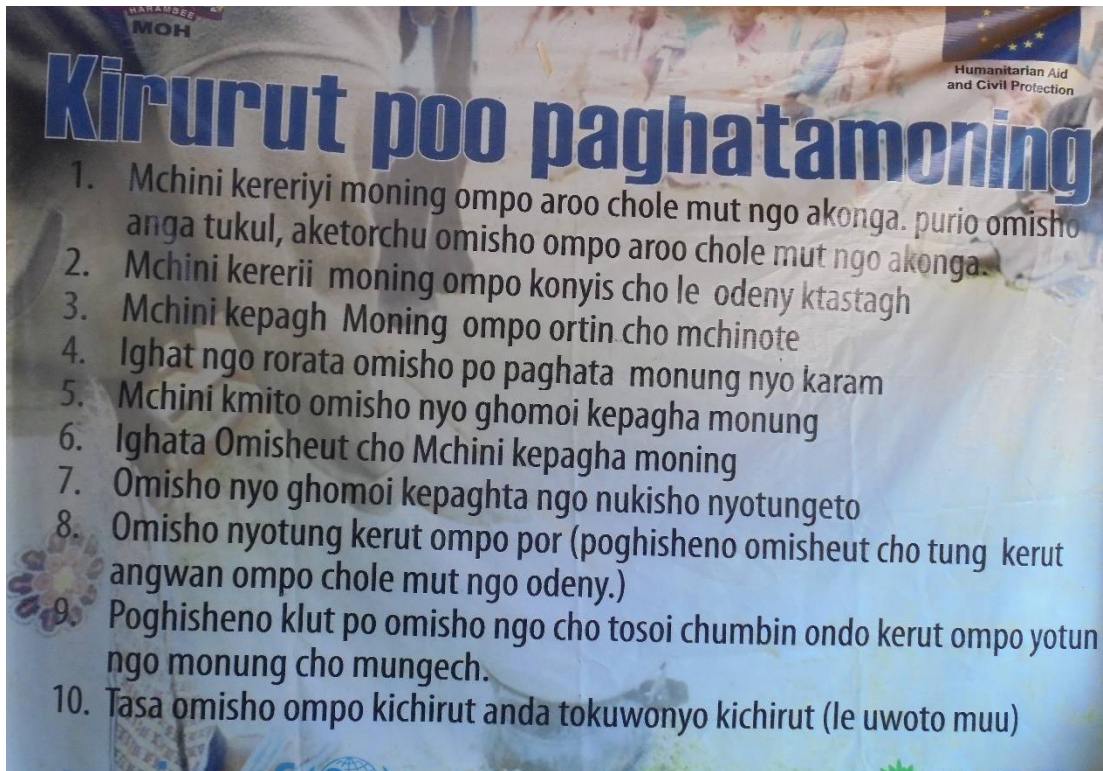 HARAMBEE
MOH
Humanitarian Aid
and Civil Protection
Kirurut poo paghatamoning
1. Mchini kereriyi moning ompo aroo chole mut ngo akonga. purio omisho
anga tukul, aketorchu omisho ompo aroo chole mut ngo akonga.
2. Mchini kererii moning ompo konyis cho le odeny ktastagh
3. Mchini kepagh Moning ompo ortin cho mchinote
4. Ighat ngo rorata omisho po paghata monung nyo karam
5. Mchini kmito omisho nyo ghomoi kepagha monung
6. Ighata Omisheut cho Mchini kepagha moning
7. Omisho nyo ghomoi kepaghta ngo nukisho nyotungeto
8. Omisho nyotung kerut ompo por (poghisheno omisheut cho tung kerut
angwan ompo chole mut ngo odeny.)
9. Poghisheno klut po omisho ngo cho tosoi chumbin ondo kerut ompo yotun
ngo monung cho mungech.
10. Tasa omisho ompo kichirut anda tokuwonyo kichirut (le uwoto muu)